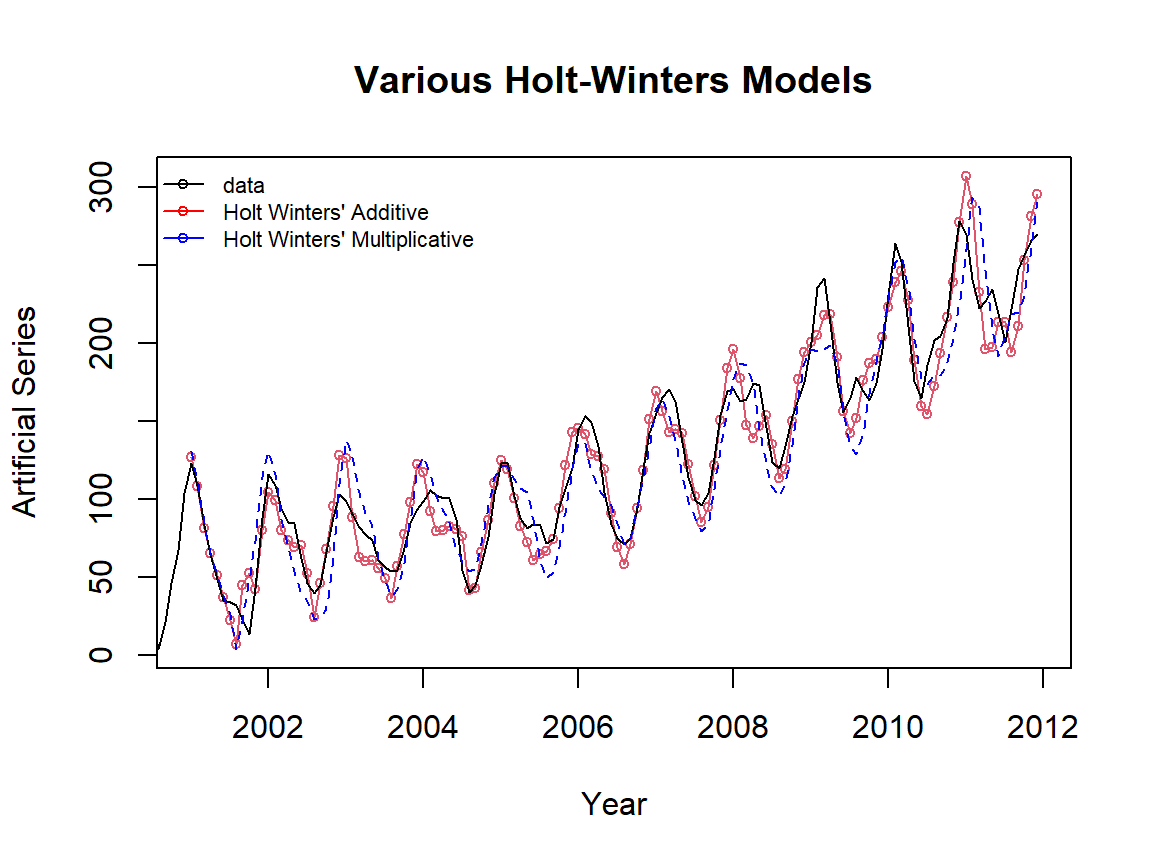 Various Holt-Winters Models
data
Holt Winters' Additive
Holt Winters' Multiplicative
300
200
100
50
0
Artificial Series
2002 2004 2006 2008 2010 2012
Year